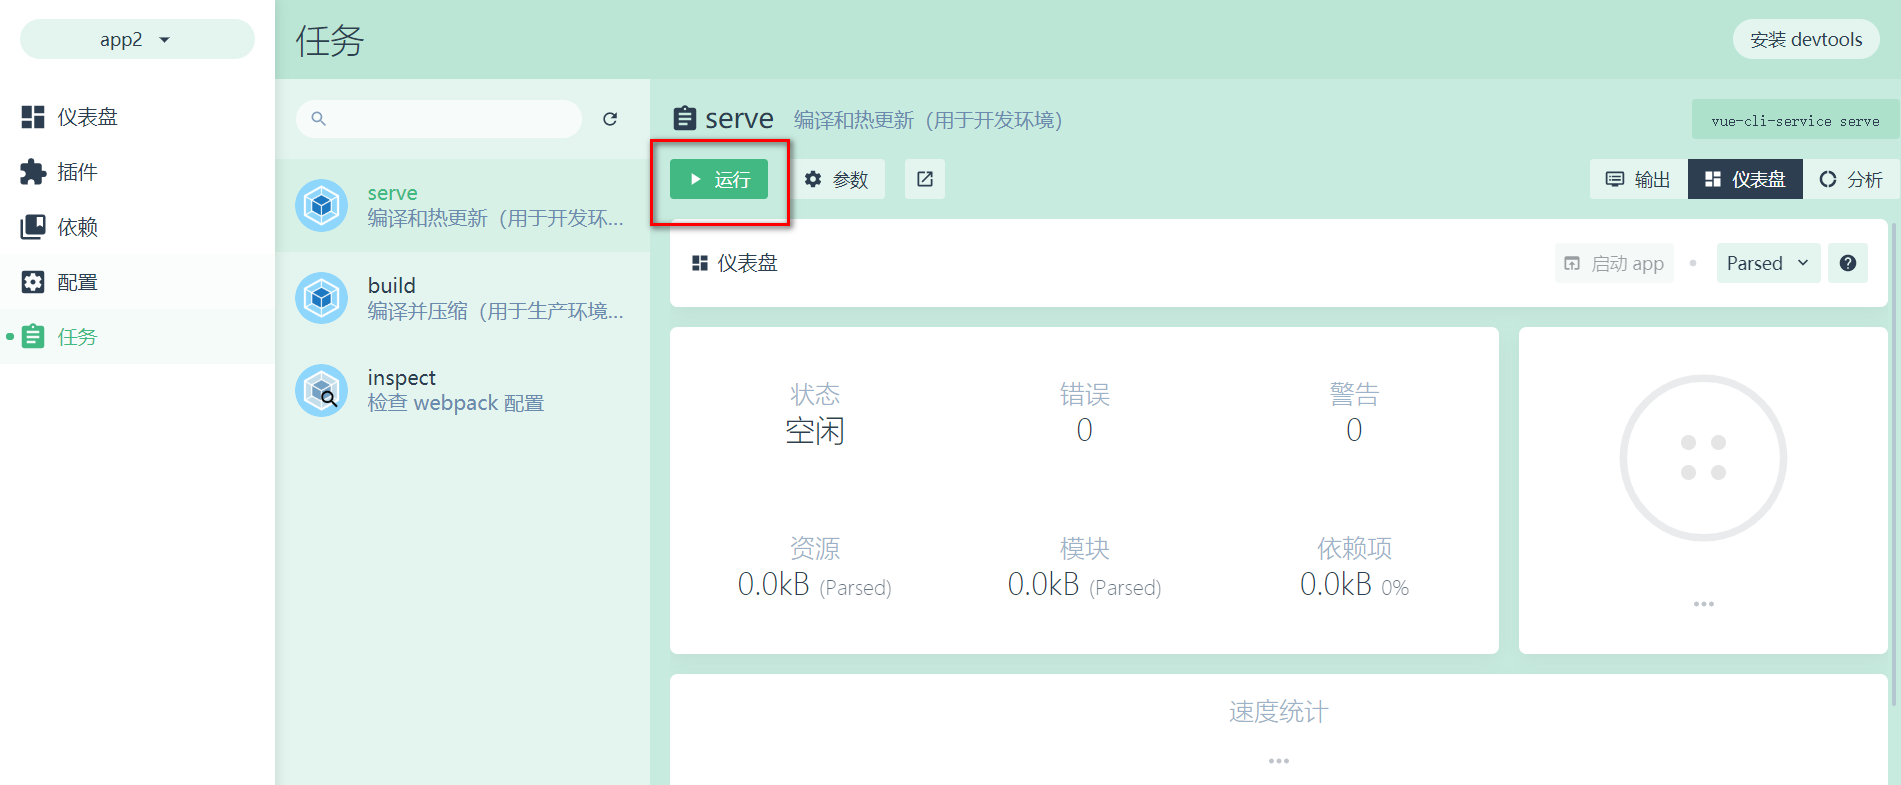 app2
仪表盘
插件
依赖
配置
任务
任务
安装 devtools
serve
编译和热更新（用于开发环...
build
编译并压缩（用于生产环境...
inspect
检查 webpack 配置
serve 编译和热更新（用于开发环境）
vue-cli-service serve
运行 参数
输出 仪表盘 分析
仪表盘
启动 app Parsed
状态 错误 警告
空闲 0 0
资源 模块 依赖项
0.0kB (Parsed) 0.0kB (Parsed) 0.0kB 0%
速度统计